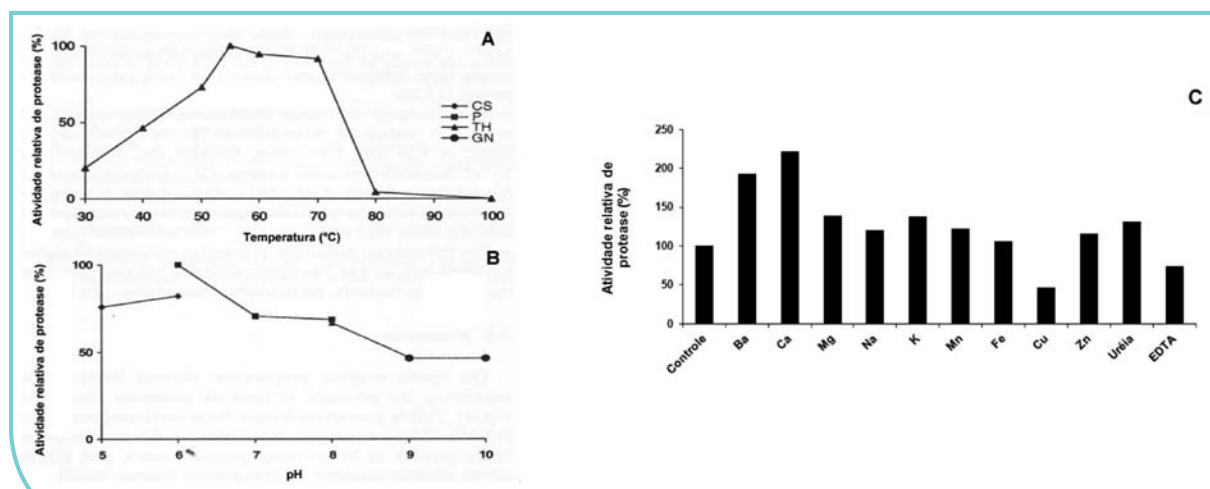 A
Atividade relativa de protease (%)
100
50
0
30
40
50
60
70
80
90
100
Temperatura (°C)
CS
P
TH
GN
B
Atividade relativa de protease (%)
100
50
0
5
6
7
8
9
10
pH
C
Atividade relativa de
protease (%)
250
200
150
100
50
0
Controle
Ba
Ca
Mg
Na
K
Mn
Fe
Cu
Zn
Uréia
EDTA